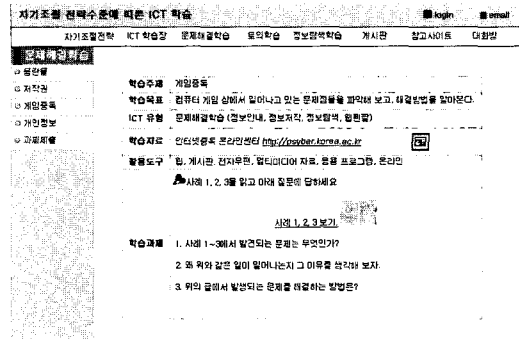 자기조절 전략수준에 따른 ICT 학습
login email
자기조절전략 ICT 학습장 문제해결학습 토의학습 정보탐색학습 게시판 참고사이트 대화방
문제해결학습
음란물
저작권
게임중독
개인정보
과제제출
학습주제 게임중독
학습목표 컴퓨터 게임 상에서 일어나고 있는 문제점들을 파악해 보고, 해결방법을 알아본다.
ICT 유형 문제해결학습 (정보안내, 정보저작, 정보탐색, 웹펜팔)
학습자료 인터넷중독 온라인센터 http://psyber.korea.ac.kr
활용도구 웹, 게시판, 전자우편, 멀티미디어 자료, 응용 프로그램, 온라인
사례 1, 2, 3을 읽고 아래 질문에 답하세요
사례 1, 2, 3 보기
학습과제 1. 사례 1~3에서 발견되는 문제는 무엇인가?
2. 왜 위와 같은 일이 일어나는지 그 이유를 생각해 보자.
3. 위의 글에서 발생되는 문제를 해결하는 방법은?